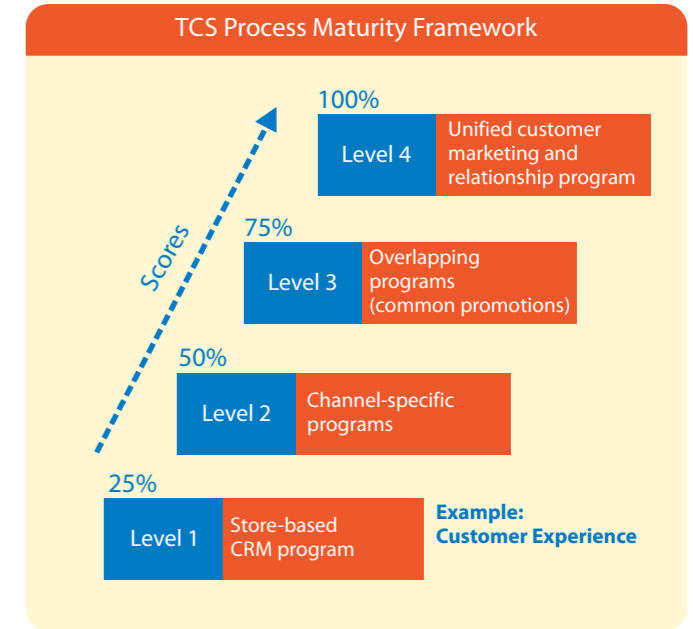 TCS Process Maturity Framework
100%
Level 4
Unified customer
marketing and
relationship program
Scores
75%
Level 3
Overlapping
programs
(common promotions)
50%
Level 2
Channel-specific
programs
25%
Level 1
Store-based
CRM program
Example:
Customer Experience